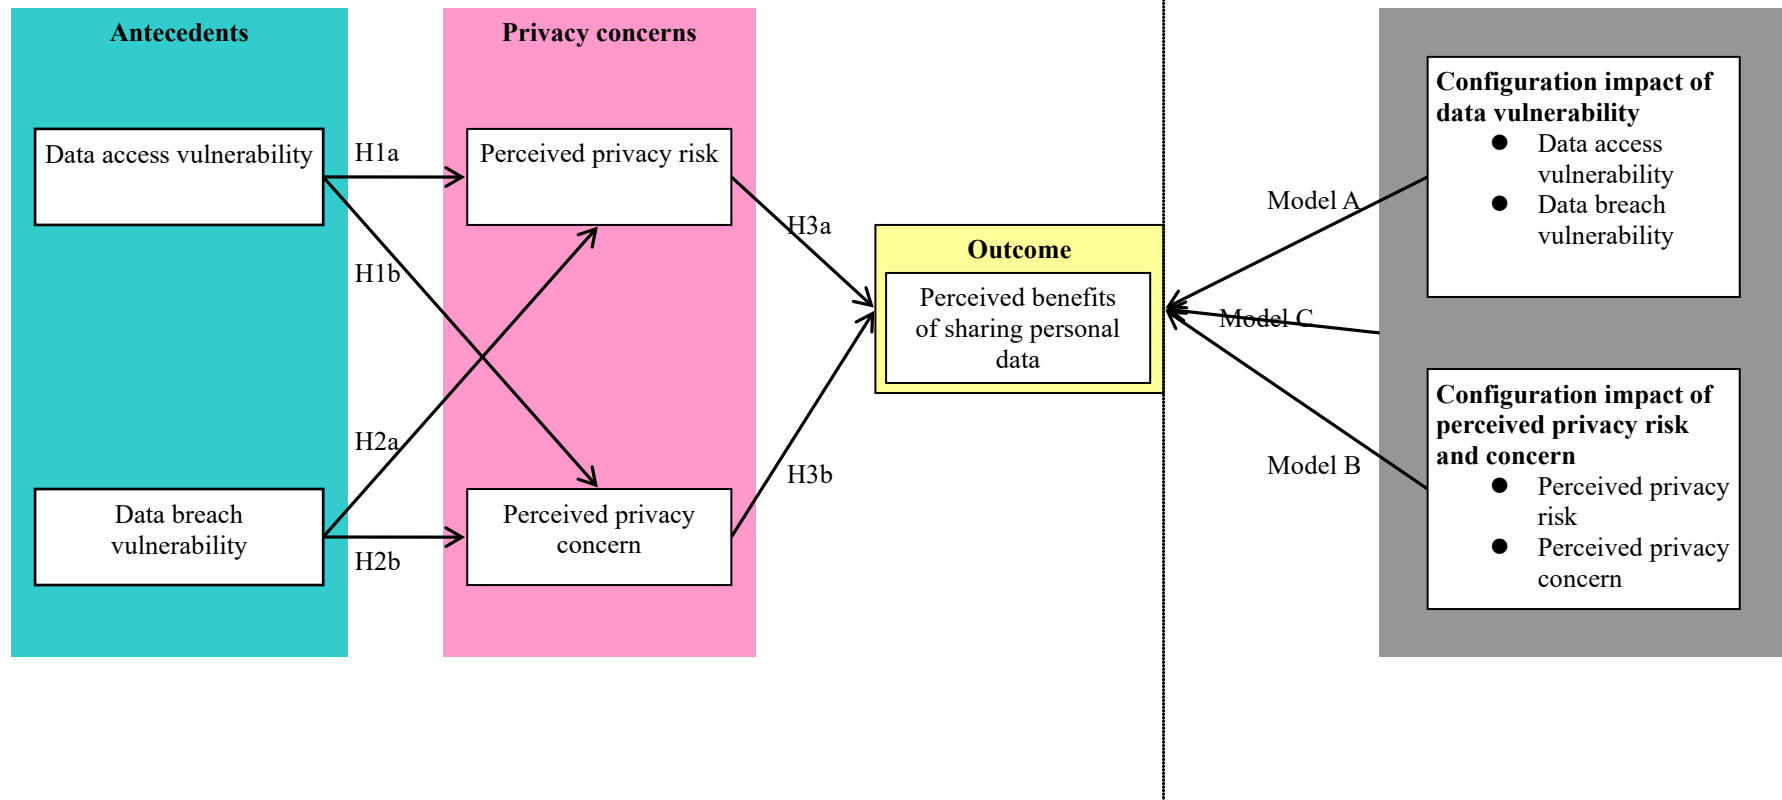 Antecedents
Data access vulnerability
Data breach
vulnerability
H1a
H1b
H2a
H2b
Privacy concerns
Perceived privacy risk
Perceived privacy
concern
H3a
H3b
Outcome
Perceived benefits
of sharing personal
data
Model A
Model C
Model B
Configuration impact of
data vulnerability
● Data access
vulnerability
● Data breach
vulnerability
Configuration impact of
perceived privacy risk
and concern
● Perceived privacy
risk
● Perceived privacy
concern